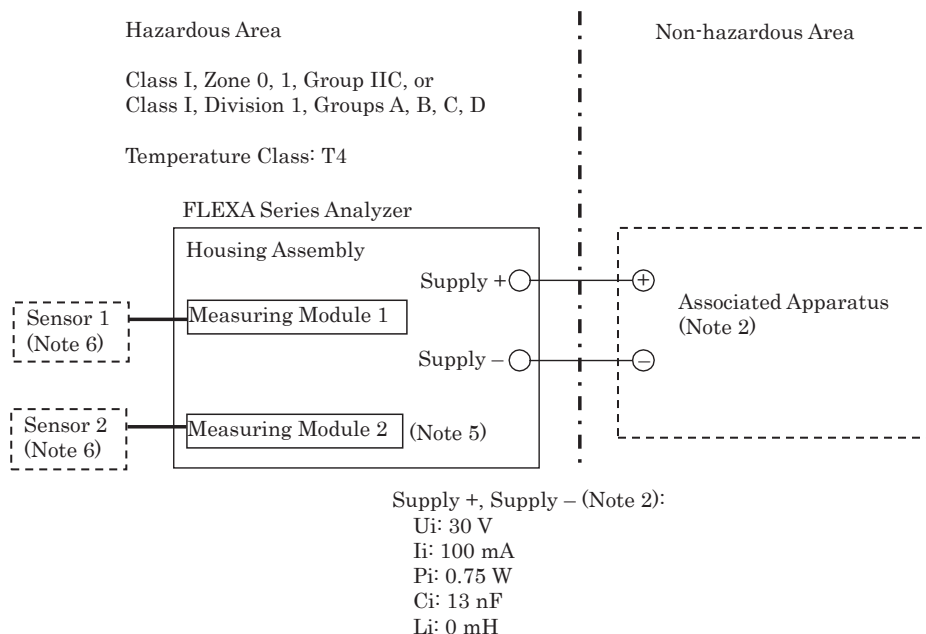 Hazardous Area
Non-hazardous Area
Class I, Zone 0, 1, Group IIC, or
Class I, Division 1, Groups A, B, C, D
Temperature Class: T4
FLEXA Series Analyzer
Housing Assembly
Supply +
+
Associated Apparatus
(Note 2)
Sensor 1
(Note 6)
Measuring Module 1
Supply –
–
Sensor 2
(Note 6)
Measuring Module 2
(Note 5)
Supply +, Supply – (Note 2):
Ui: 30 V
Ii: 100 mA
Pi: 0.75 W
Ci: 13 nF
Li: 0 mH